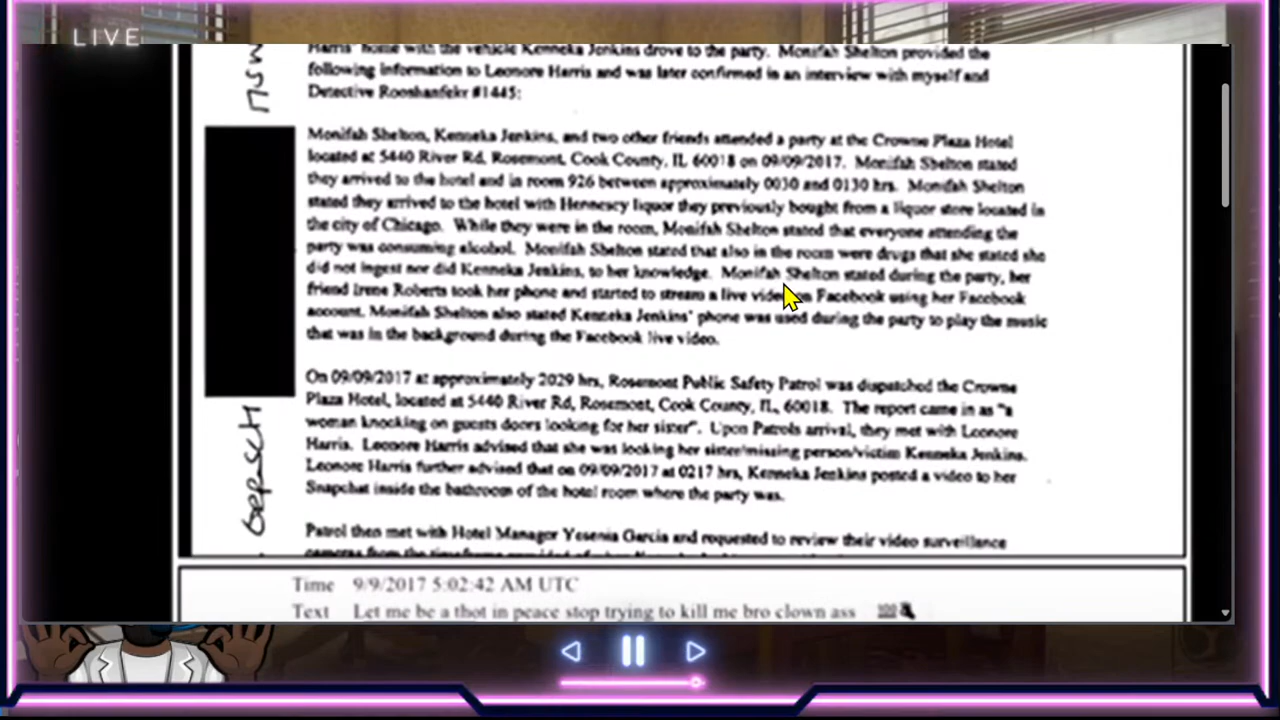 LIVE
Harris' home with the vehicle Kenneka Jenkins drove to the party. Monifah Shelton provided the
following information to Leonore Harris and was later confirmed in an interview with myself and
Detective Rooshanfekr #1445:
Monifah Shelton, Kenneka Jenkins, and two other friends attended a party at the Crowne Plaza Hotel
located at 5440 River Rd, Rosemont, Cook County, IL 60018 on 09/09/2017. Monifah Shelton stated
they arrived to the hotel and in room 926 between approximately 0030 and 0130 hrs. Monifah Shelton
stated they arrived to the hotel with Hennescy liquor they previously bought from a liquor store located in
the city of Chicago. While they were in the room, Monifah Shelton stated that everyone attending the
party was consuming alcohol. Monifah Shelton stated that also in the room were drugs that she stated she
did not ingest nor did Kenneka Jenkins, to her knowledge. Monifah Shelton stated during the party, her
friend Irene Roberts took her phone and started to stream a live video on Facebook using her Facebook
account. Monifah Shelton also stated Kenneka Jenkins' phone was used during the party to play the music
that was in the background during the Facebook live video.
On 09/09/2017 at approximately 2029 hrs, Rosemont Public Safety Patrol was dispatched the Crowne
Plaza Hotel, located at 5440 River Rd, Rosemont, Cook County, IL, 60018. The report came in as "a
woman knocking on guests doors looking for her sister". Upon Patrols arrival, they met with Leonore
Harris. Leonore Harris advised that she was looking her sister/missing person/victim Kenneka Jenkins.
Leonore Harris further advised that on 09/09/2017 at 0217 hrs, Kenneka Jenkins posted a video to her
Snapchat inside the bathroom of the hotel room where the party was.
Patrol then met with Hotel Manager Yesenia Garcia and requested to review their video surveillance
cameras from the timeframe provided of
Time 9/9/2017 5:02:42 AM UTC
Text Let me be a thot in peace stop trying to kill me bro clown ass 💯